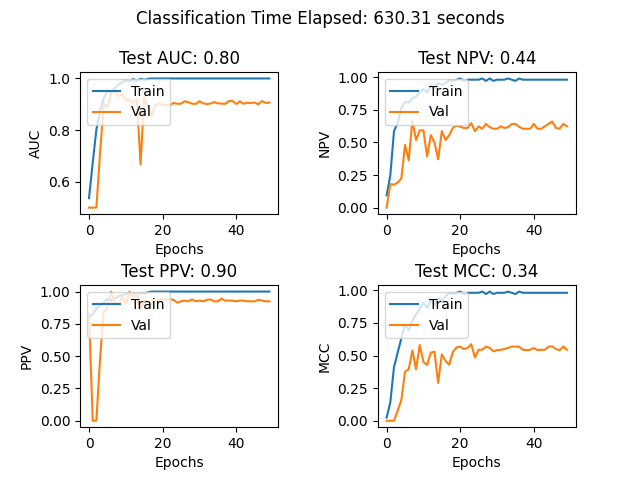 Classification Time Elapsed: 630.31 seconds
Test AUC: 0.80
Test NPV: 0.44
AUC
1.0
0.8
0.6
Train
Val
0
20
40
Epochs
NPV
1.00
0.75
0.50
0.25
0.00
Train
Val
0
20
40
Epochs
Test PPV: 0.90
Test MCC: 0.34
PPV
1.00
0.75
0.50
0.25
0.00
Train
Val
0
20
40
Epochs
MCC
1.00
0.75
0.50
0.25
0.00
Train
Val
0
20
40
Epochs